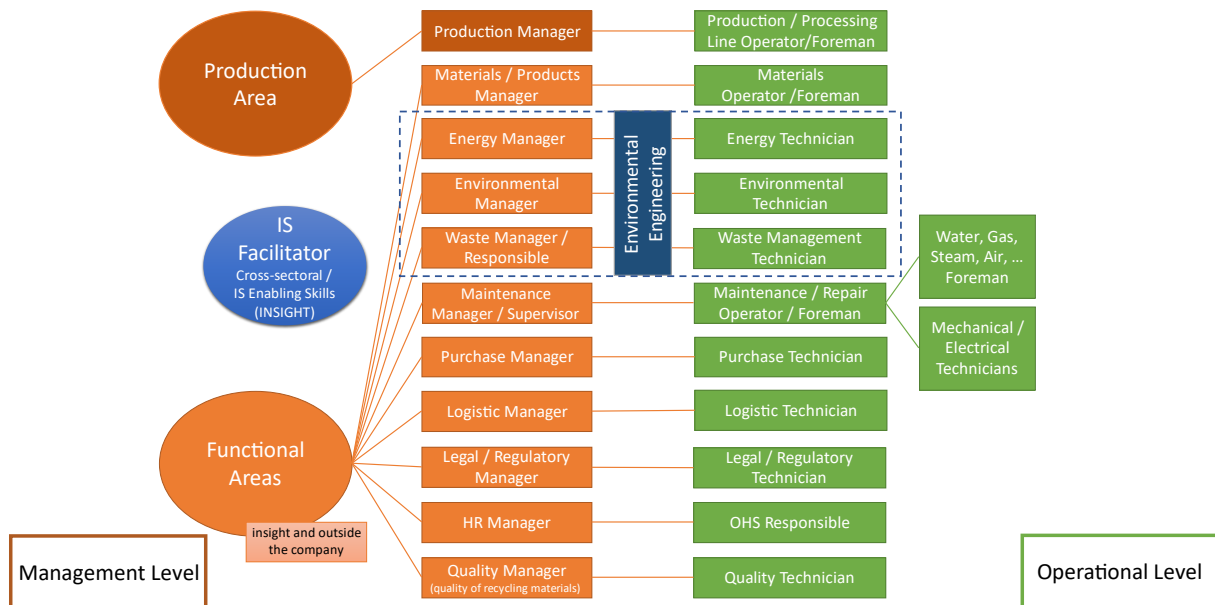 Production
Area
Production Manager
Production / Processing
Line Operator/Foreman
Materials / Products
Manager
Materials
Operator /Foreman
Energy Manager
Energy Technician
Environmental
Manager
Environmental
Technician
Waste Manager /
Responsible
Waste Management
Technician
Environmental
Engineering
IS
Facilitator
Cross-sectoral /
IS Enabling Skills
(INSIGHT)
Maintenance
Manager / Supervisor
Maintenance / Repair
Operator / Foreman
Water, Gas,
Steam, Air, ...
Foreman
Mechanical /
Electrical
Technicians
Purchase Manager
Purchase Technician
Logistic Manager
Logistic Technician
Functional
Areas
Legal / Regulatory
Manager
Legal / Regulatory
Technician
HR Manager
OHS Responsible
insight and outside
the company
Quality Manager
(quality of recycling materials)
Quality Technician
Management Level
Operational Level